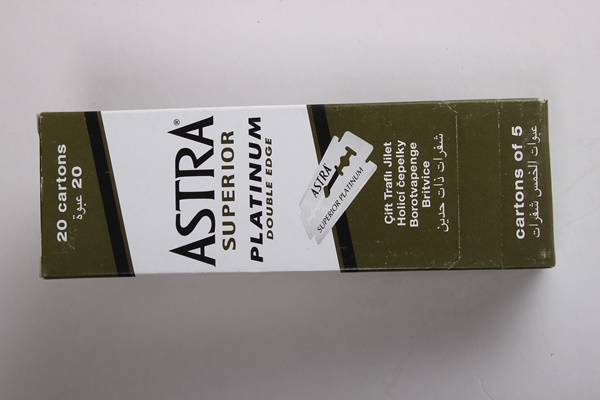 20 cartons
20 عبوة
ASTRA®
SUPERIOR
PLATINUM
DOUBLE EDGE
ASTRA®
SUPERIOR PLATINUM
Çift Traflı Jilet
Holicí čepelky
Borotvapenge
Britvice
شفرات ذات حدين
cartons of 5
عبوات الخمس شفرات